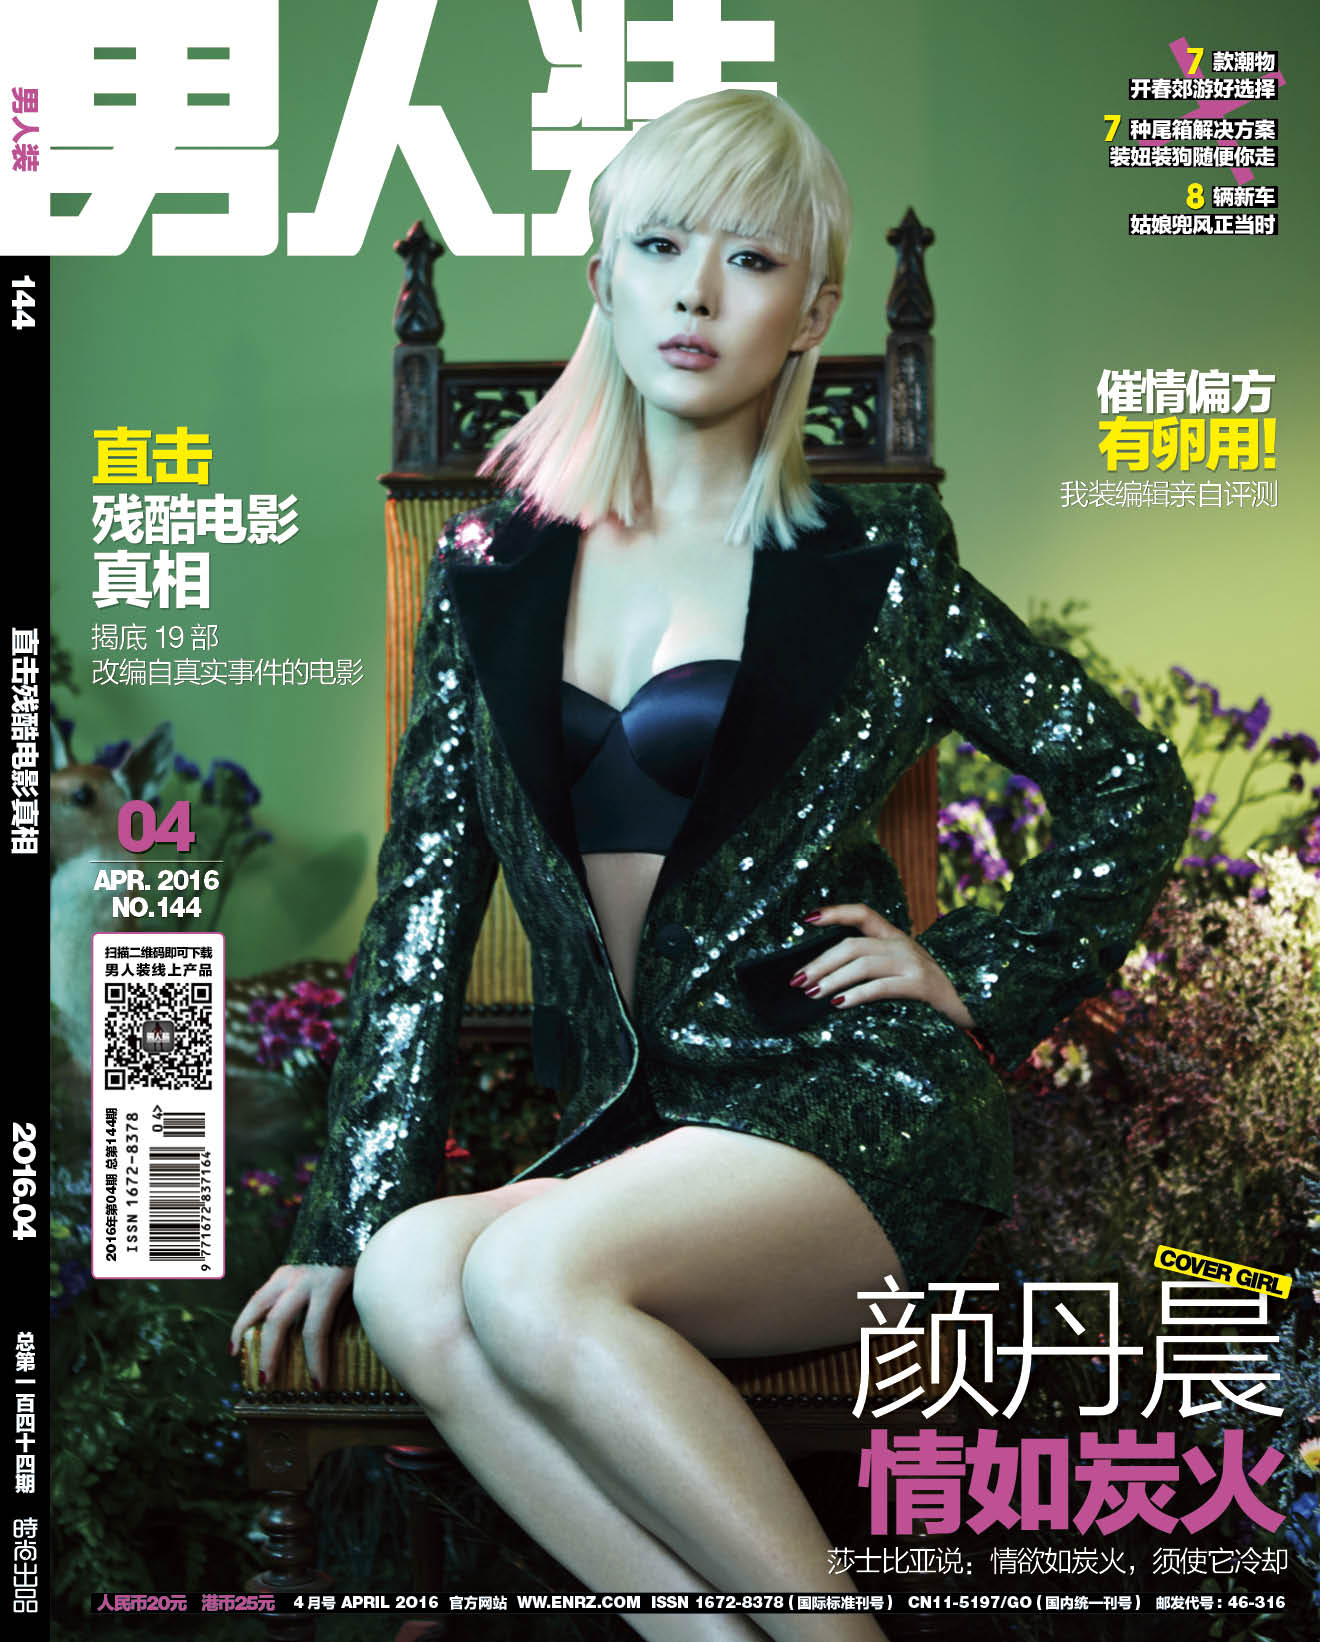 男人装
7 款潮物
开春郊游好选择
7 种尾箱解决方案
装妞装狗随便你走
8 辆新车
姑娘兜风正当时
催情偏方
有卵用!
我装编辑亲自评测
直击
残酷电影
真相
揭底 19 部
改编自真实事件的电影
04
APR. 2016
NO.144
扫描二维码即可下载
男人装线上产品
2016年第04期 总第144期
ISSN 1672-8378
04>
9 771672 837164
COVER GIRL
颜丹晨
情如炭火
莎士比亚说：情欲如炭火，须使它冷却
人民币20元 港币25元 4月号 APRIL 2016 官方网站 WW.ENRZ.COM ISSN 1672-8378（国际标准刊号） CN11-5197/GO（国内统一刊号） 邮发代号：46-316
男人装
144
直击残酷电影真相
2016.04
总第一百四十四期
時尚出品